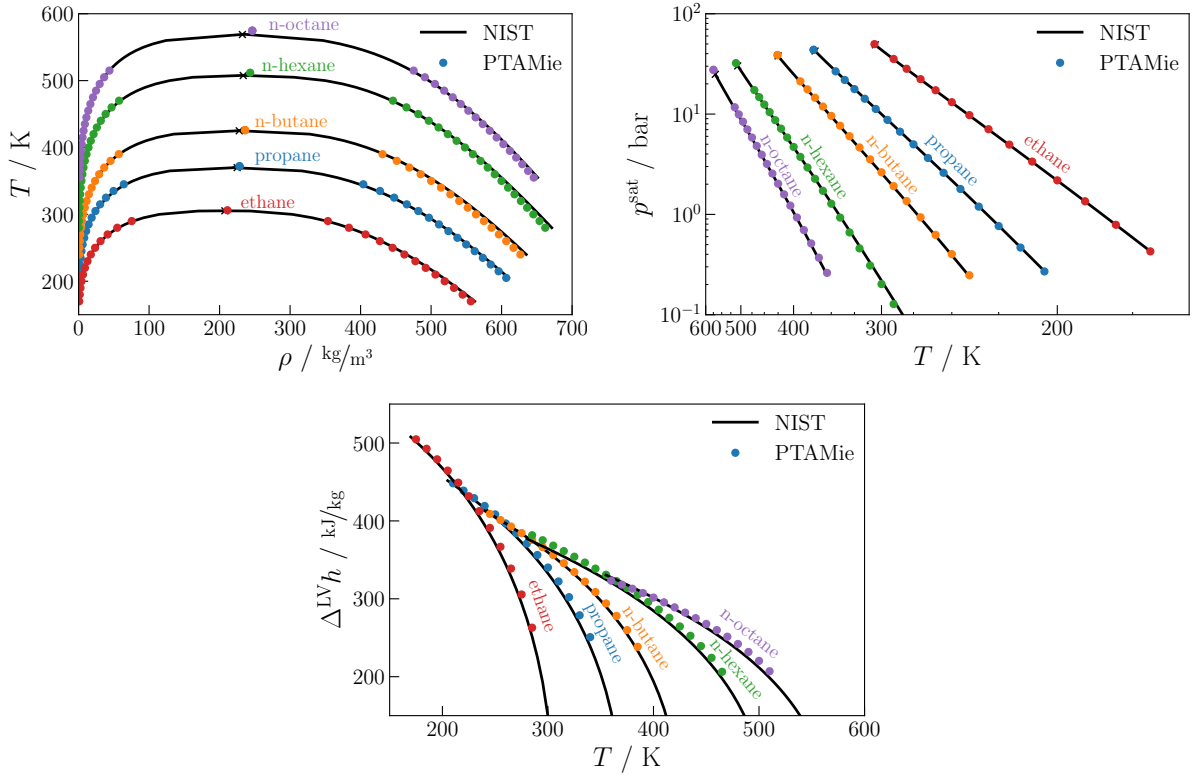 600
500
400
300
200
T / K
n-octane
n-hexane
n-butane
propane
ethane
NIST
PTAMie
0 100 200 300 400 500 600 700
ρ / kg/m³
10²
10¹
10⁰
10⁻¹
pˢᵃᵗ / bar
n-octane
n-hexane
n-butane
propane
ethane
NIST
PTAMie
600 500 400 300 200
T / K
500
400
300
200
Δᴸⱽh / kJ/kg
ethane
propane
n-butane
n-hexane
n-octane
NIST
PTAMie
200 300 400 500 600
T / K